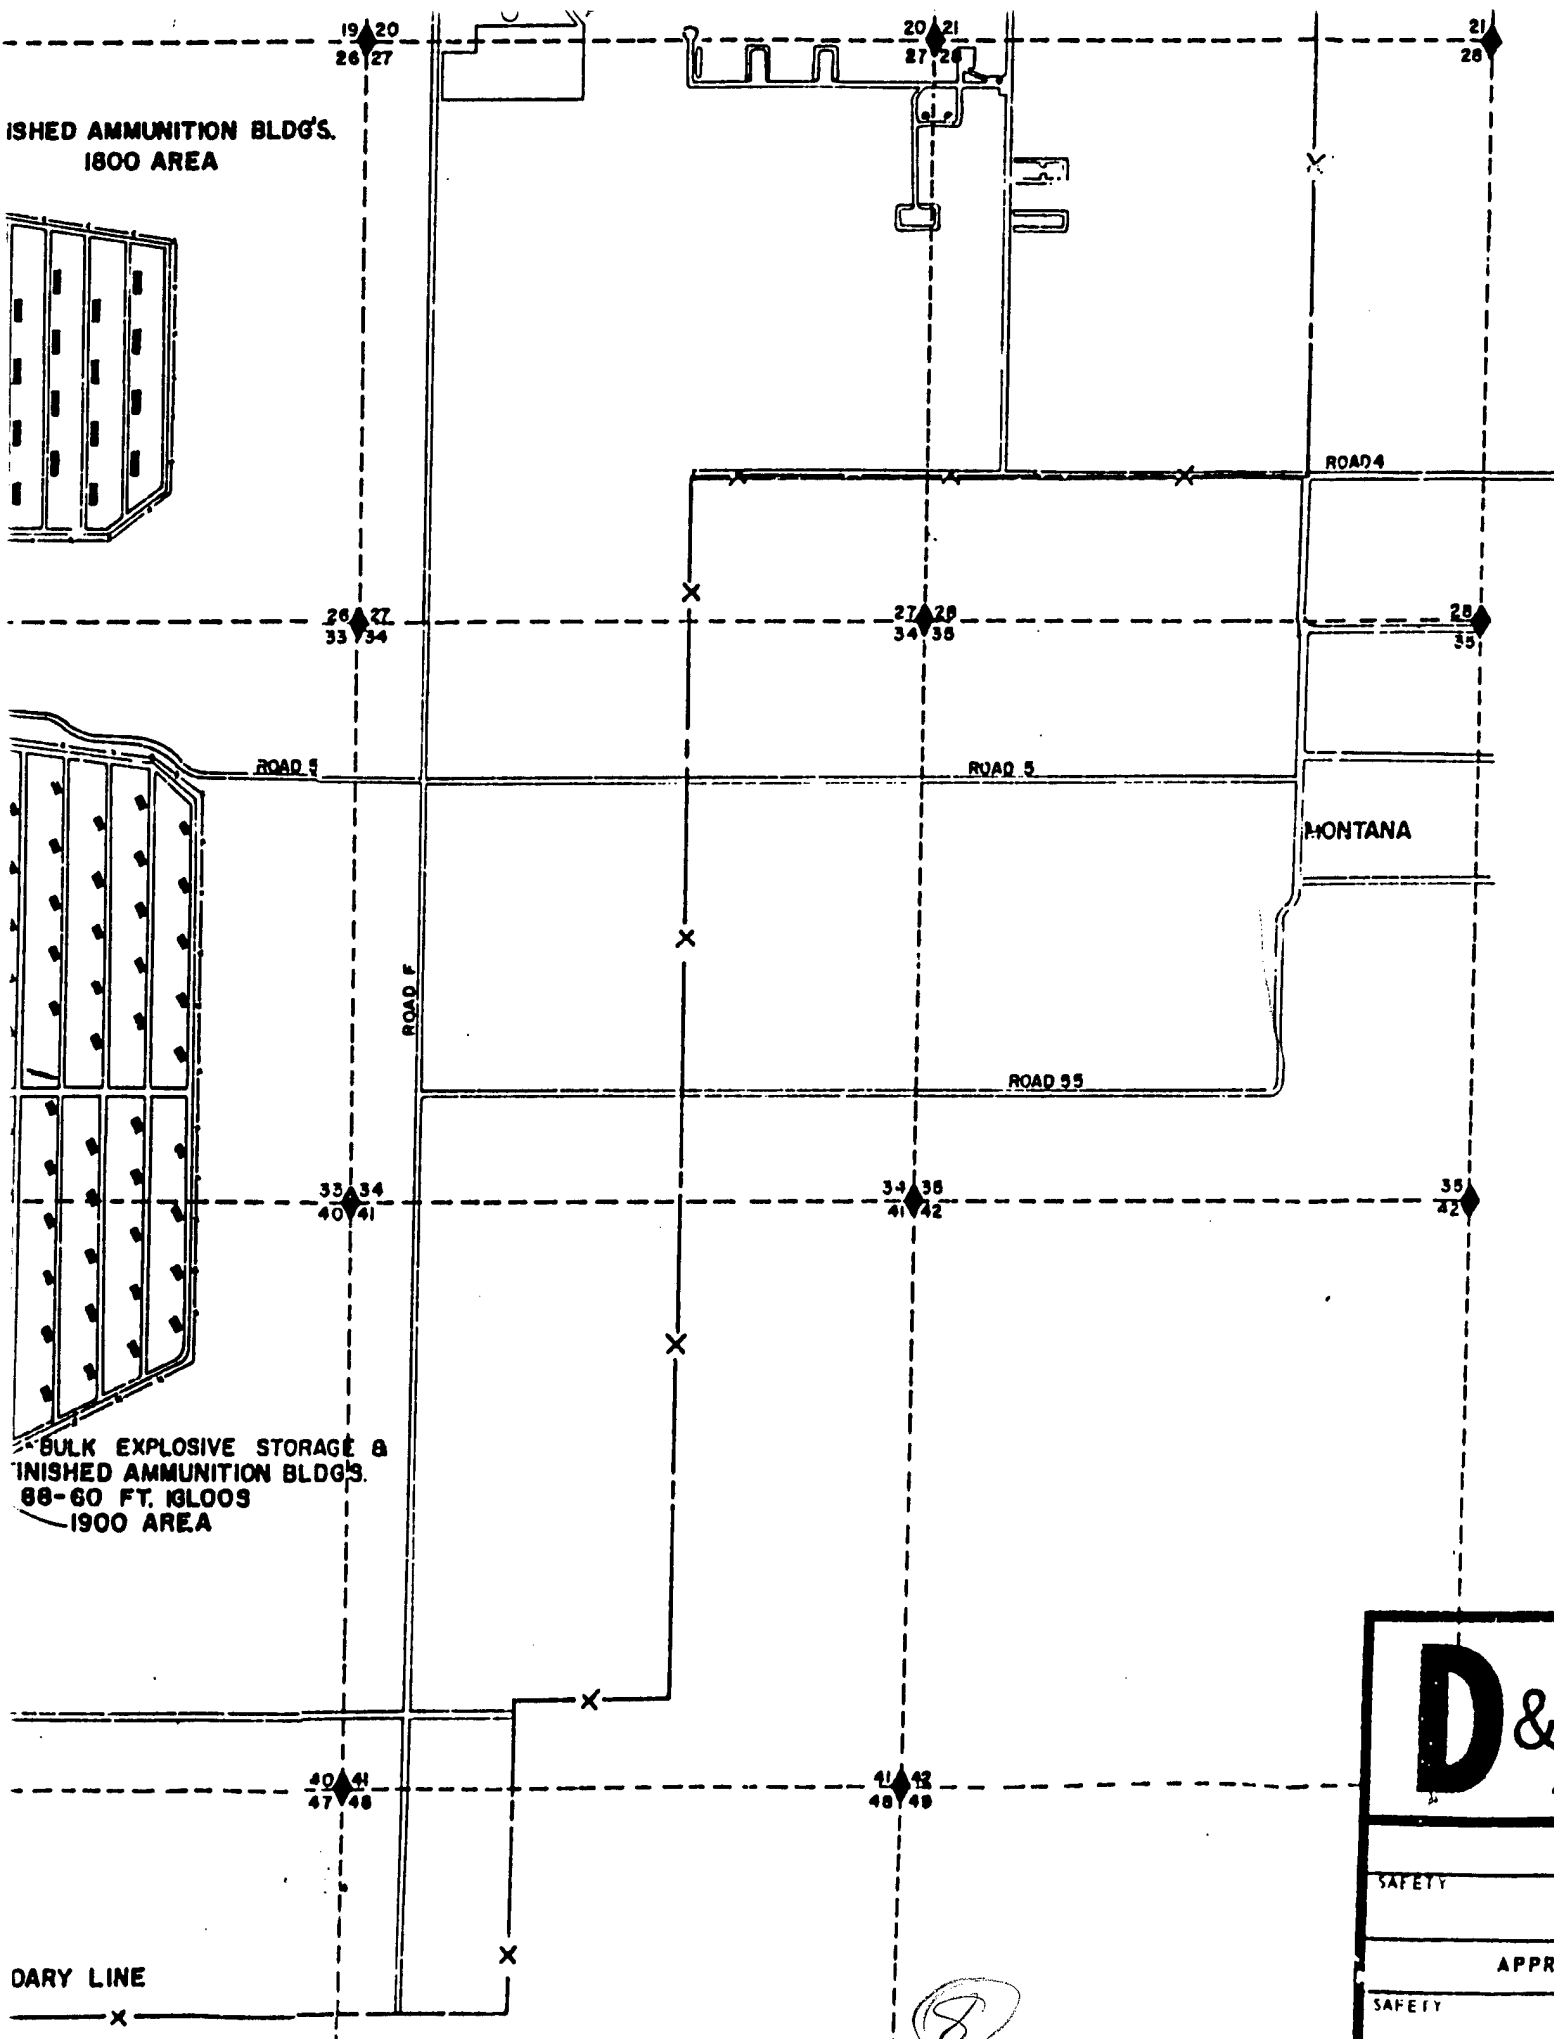 19 20
26 27
20 21
27 28
21
28
ISHED AMMUNITION BLDG'S.
1800 AREA
ROAD 4
26 27
33 34
27 28
34 35
28
35
ROAD 5
ROAD 5
MONTANA
ROAD F
ROAD 55
33 34
40 41
34 35
41 42
35
42
BULK EXPLOSIVE STORAGE &
INISHED AMMUNITION BLDG'S.
88-60 FT. IGLOOS
1900 AREA
D &
40 41
47 48
41 42
48 49
SAFETY
DARY LINE
APPR
SAFETY
8